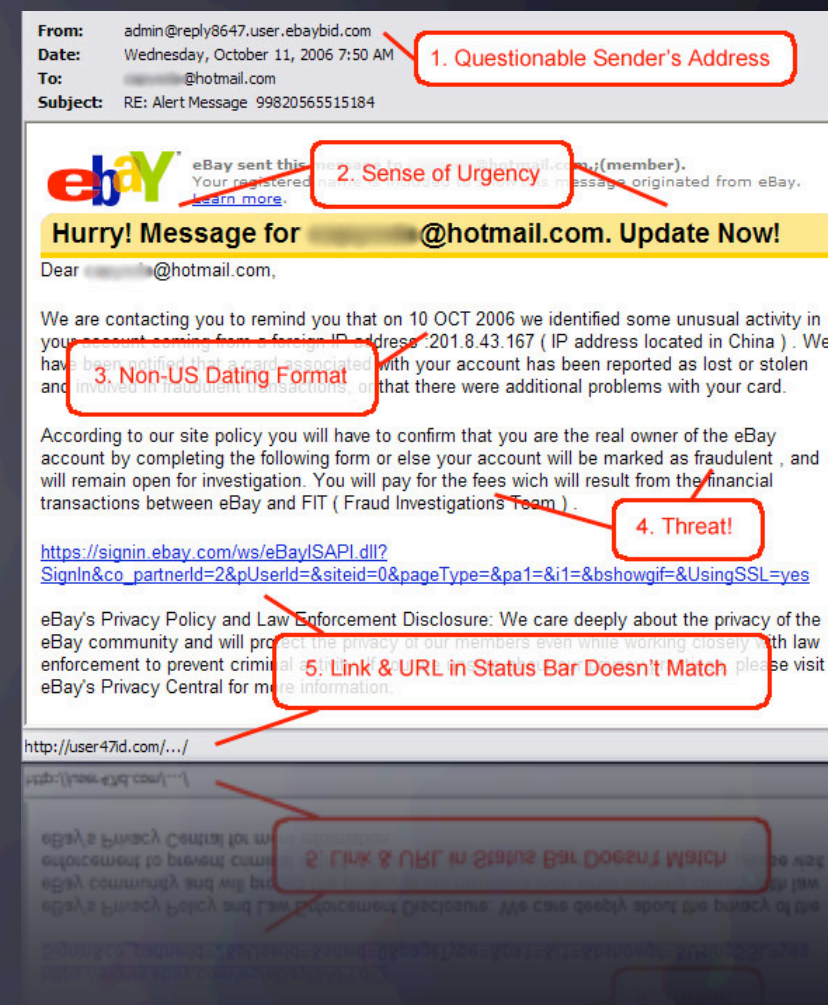 From: admin@reply8647.user.ebaybid.com
Date: Wednesday, October 11, 2006 7:50 AM
To: @hotmail.com
Subject: RE: Alert Message 99820565515184
1. Questionable Sender's Address
ebay
eBay sent this message to @hotmail.com,;(member).
Your registered message originated from eBay.
Learn more.
2. Sense of Urgency
Hurry! Message for @hotmail.com. Update Now!
Dear @hotmail.com,
We are contacting you to remind you that on 10 OCT 2006 we identified some unusual activity in
your account coming from a foreign IP address :201.8.43.167 ( IP address located in China ) . We
have been notified that a card associated with your account has been reported as lost or stolen
and involved in fraudulent transactions, or that there were additional problems with your card.
3. Non-US Dating Format
According to our site policy you will have to confirm that you are the real owner of the eBay
account by completing the following form or else your account will be marked as fraudulent , and
will remain open for investigation. You will pay for the fees wich will result from the financial
transactions between eBay and FIT ( Fraud Investigations Team ) .
4. Threat!
https://signin.ebay.com/ws/eBayISAPI.dll?
SignIn&co_partnerId=2&pUserId=&siteid=0&pageType=&pa1=&i1=&bshowgif=&UsingSSL=yes
eBay's Privacy Policy and Law Enforcement Disclosure: We care deeply about the privacy of the
eBay community and will protect the privacy of our members even while working closely with law
enforcement to prevent criminal activity. please visit
eBay's Privacy Central for more information.
5. Link & URL in Status Bar Doesn't Match
http://user47id.com/.../